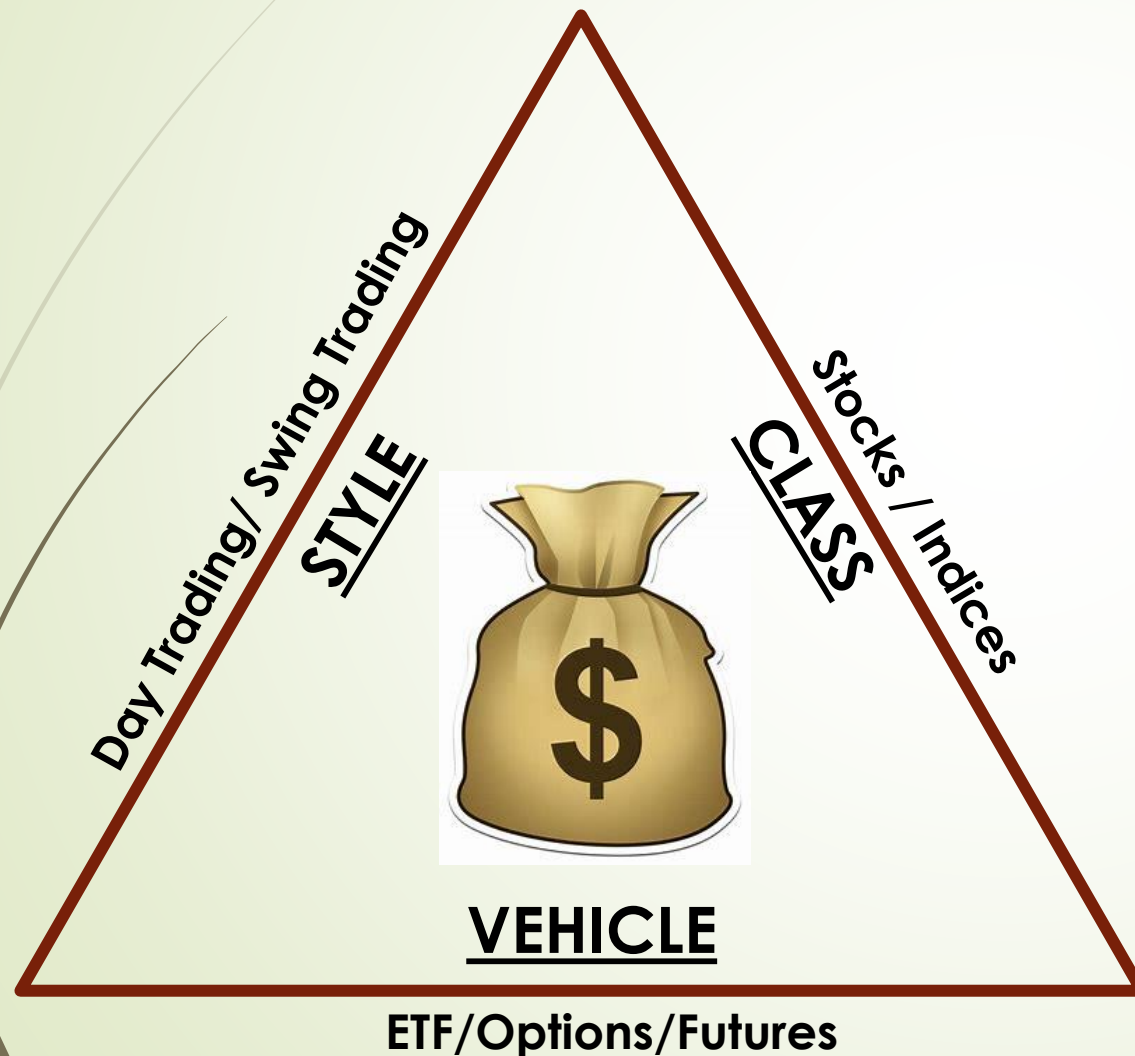 Day Trading/ Swing Trading
STYLE
Stocks / Indices
CLASS
$
VEHICLE
ETF/Options/Futures